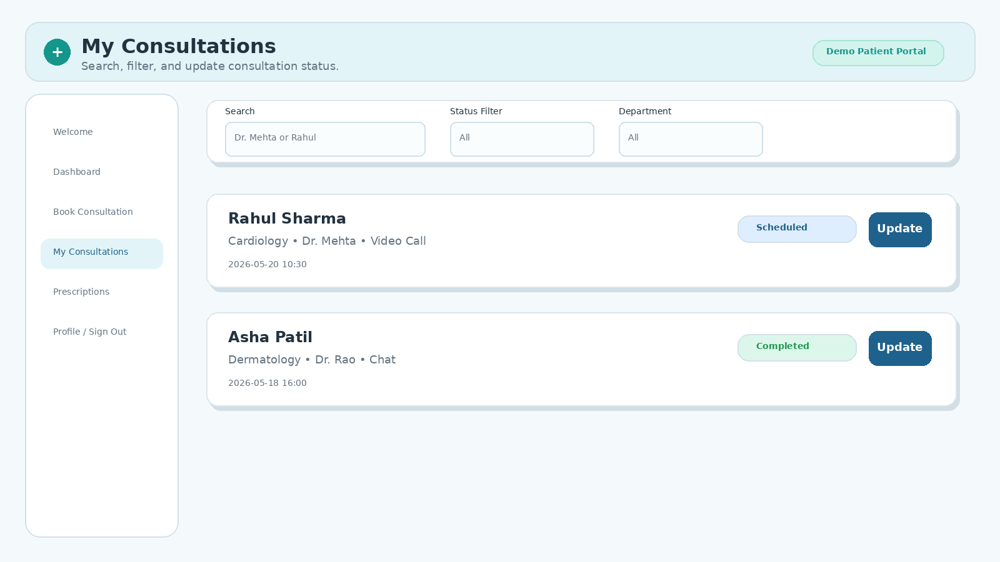 +
My Consultations
Search, filter, and update consultation status.
Demo Patient Portal
Welcome
Dashboard
Book Consultation
My Consultations
Prescriptions
Profile / Sign Out
Search
Status Filter
Department
Dr. Mehta or Rahul
All
All
Rahul Sharma
Cardiology • Dr. Mehta • Video Call
2026-05-20 10:30
Scheduled
Update
Asha Patil
Dermatology • Dr. Rao • Chat
2026-05-18 16:00
Completed
Update